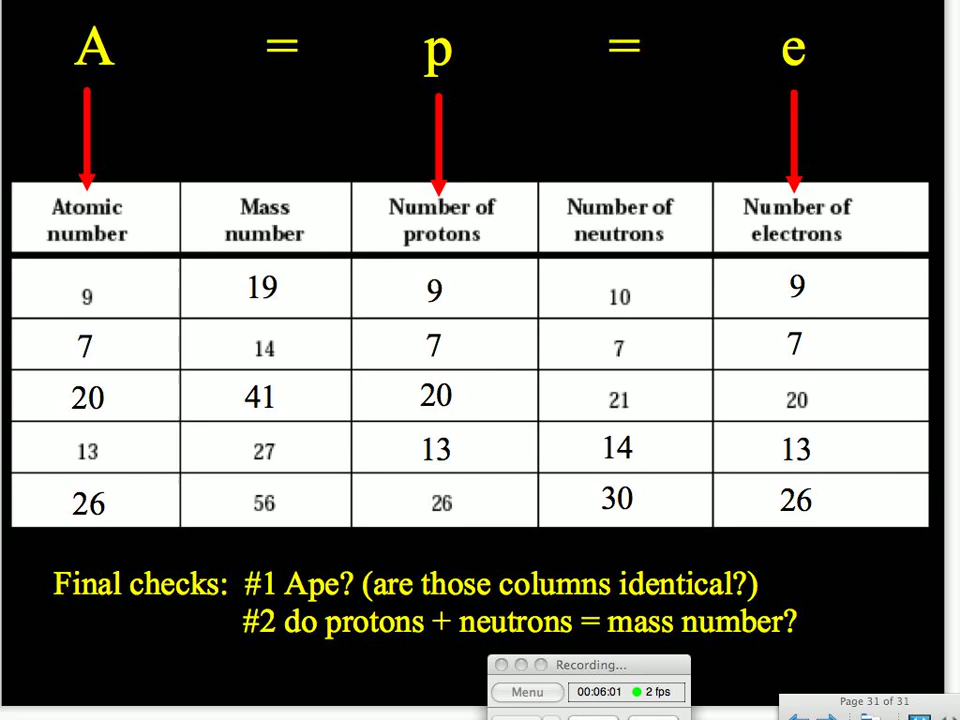 A = p = e
Atomic number Mass number Number of protons Number of neutrons Number of electrons
9 19 9 10 9
7 14 7 7 7
20 41 20 21 20
13 27 13 14 13
26 56 26 30 26
Final checks: #1 Ape? (are those columns identical?)
#2 do protons + neutrons = mass number?
Recording...
Menu 00:06:01 2 fps
Page 31 of 31